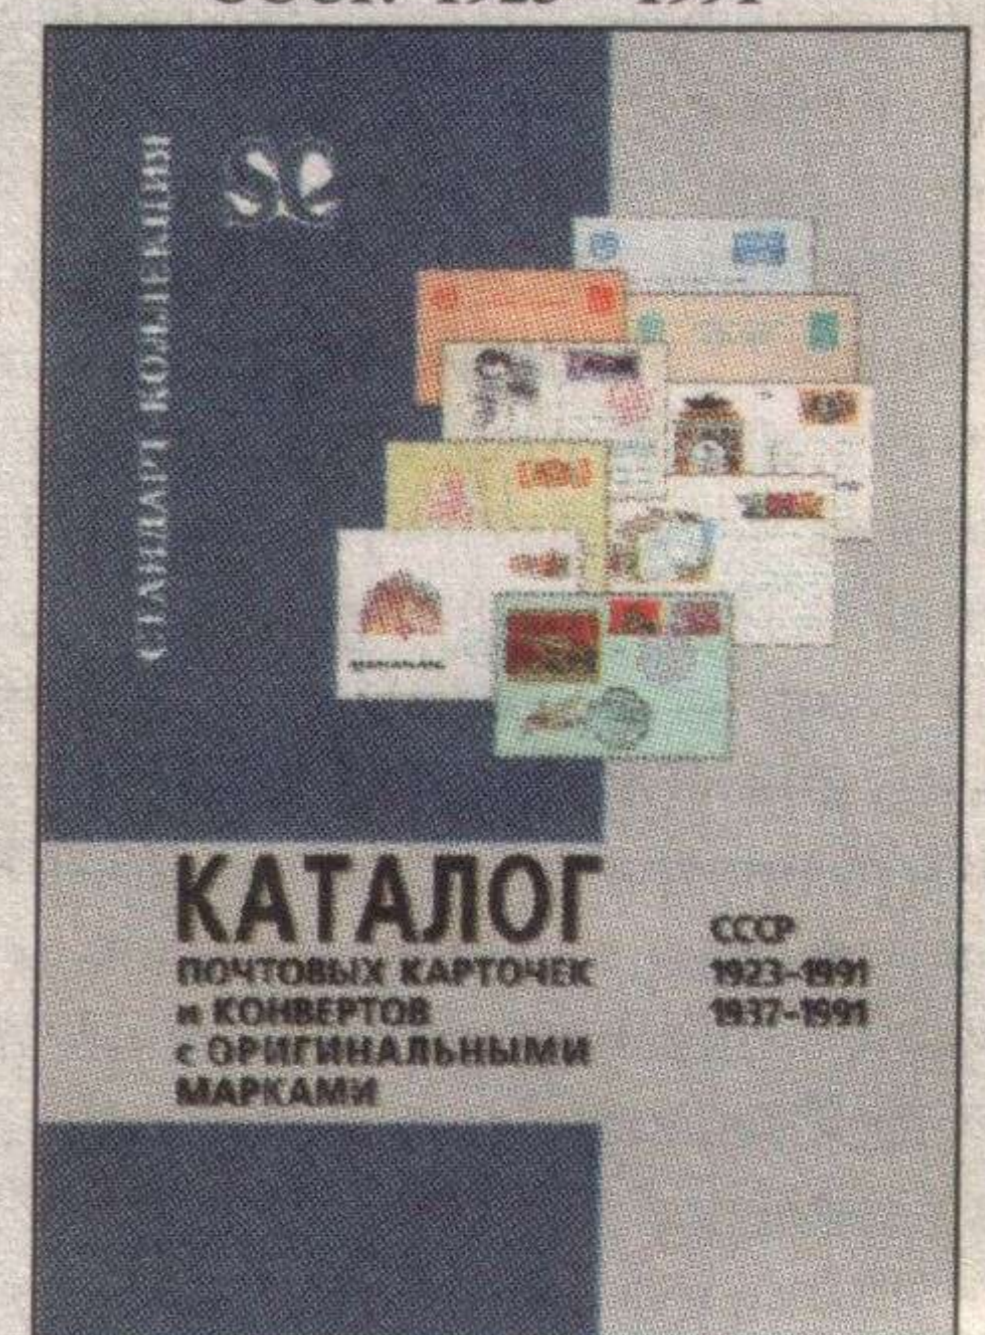 СТАНДАРТ КОЛЛЕКЦИЯ
КАТАЛОГ
ПОЧТОВЫХ КАРТОЧЕК
и КОНВЕРТОВ
с ОРИГИНАЛЬНЫМИ
МАРКАМИ
СССР
1923-1991
1937-1991